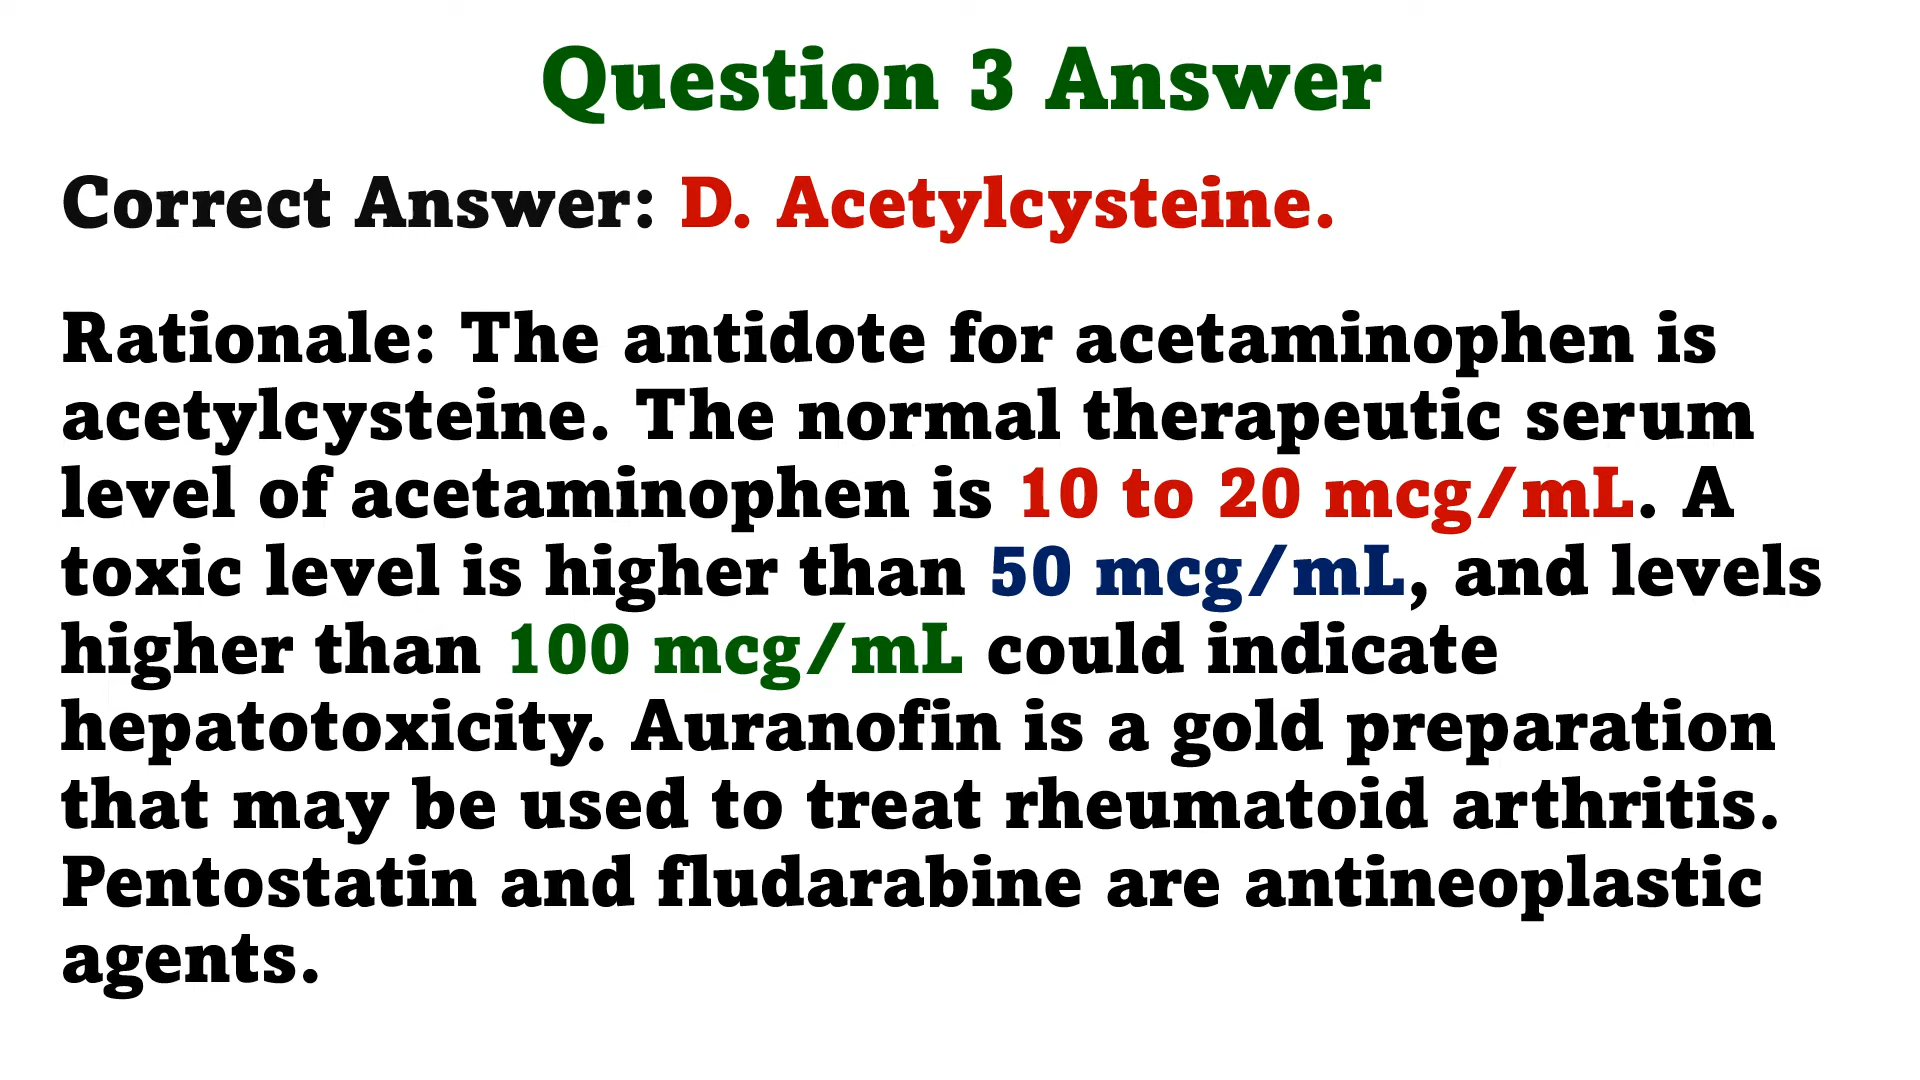 Question 3 Answer
Correct Answer: D. Acetylcysteine.
Rationale: The antidote for acetaminophen is
acetylcysteine. The normal therapeutic serum
level of acetaminophen is 10 to 20 mcg/mL. A
toxic level is higher than 50 mcg/mL, and levels
higher than 100 mcg/mL could indicate
hepatotoxicity. Auranofin is a gold preparation
that may be used to treat rheumatoid arthritis.
Pentostatin and fludarabine are antineoplastic
agents.